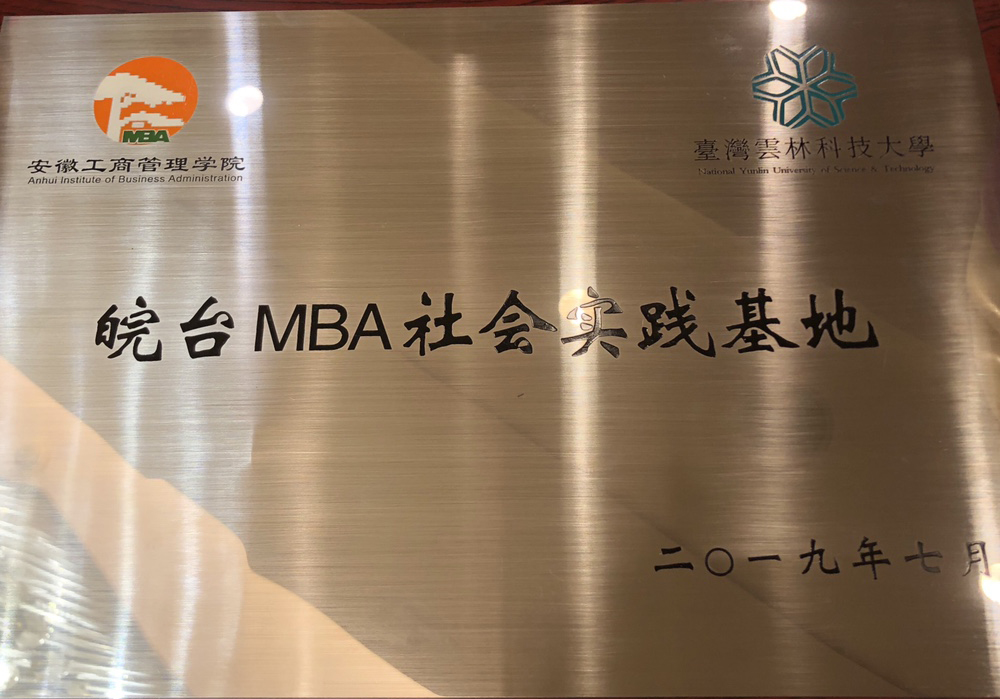 MBA
安徽工商管理学院
Anhui Institute of Business Administration
臺灣雲林科技大學
National Yunlin University of Science & Technology
皖台MBA社会实践基地
二〇一九年七月